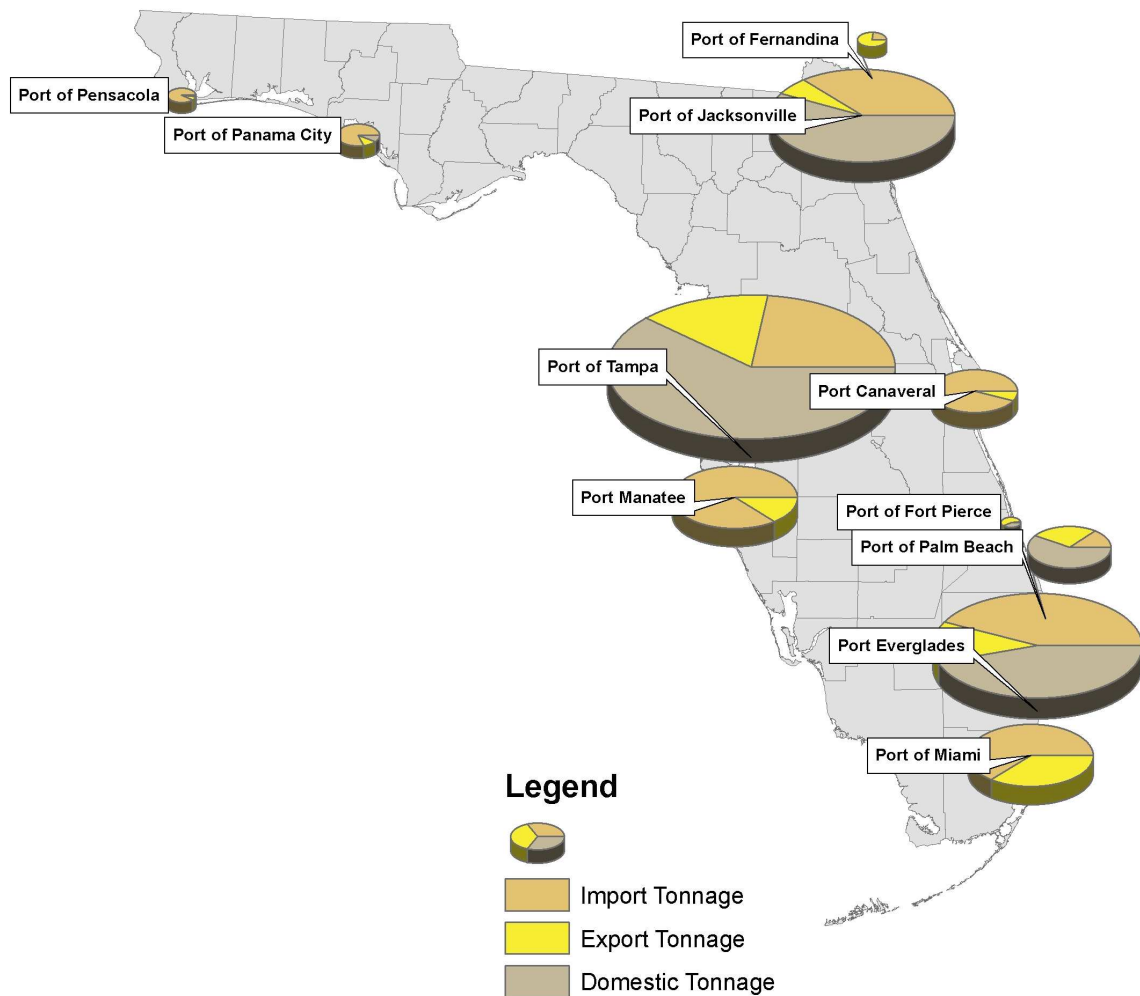 Port of Fernandina
Port of Pensacola
Port of Jacksonville
Port of Panama City
Port of Tampa
Port Canaveral
Port Manatee
Port of Fort Pierce
Port of Palm Beach
Port Everglades
Port of Miami
Legend
Import Tonnage
Export Tonnage
Domestic Tonnage